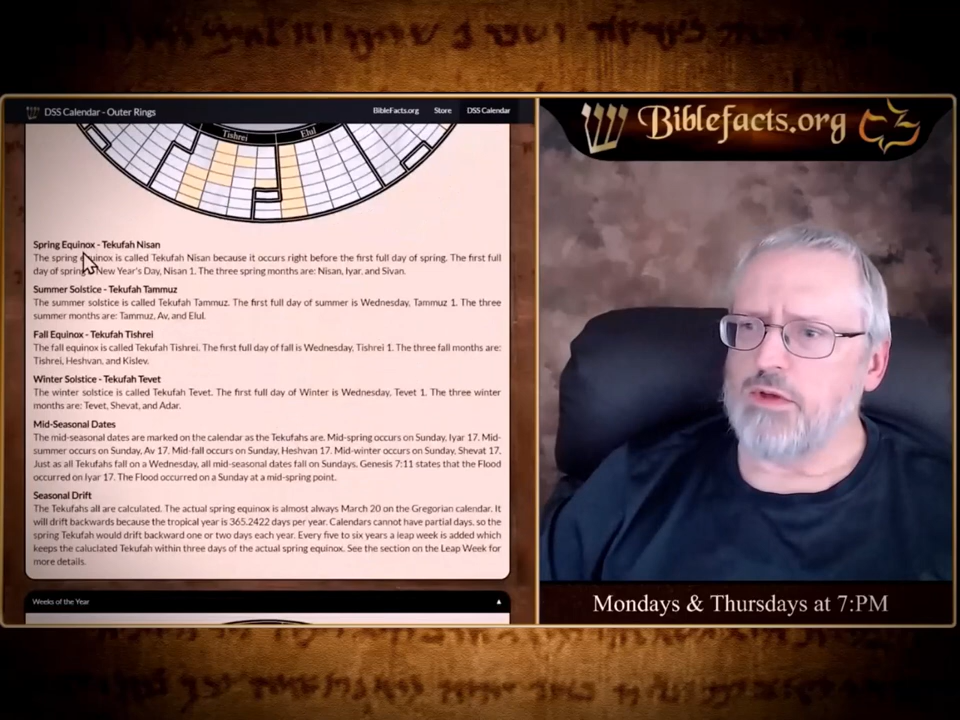 DSS Calendar - Outer Rings
BibleFacts.org
Store
DSS Calendar
Tishrei
Elul
Spring Equinox - Tekufah Nisan
The spring equinox is called Tekufah Nisan because it occurs right before the first full day of spring. The first full
day of spring New Year's Day, Nisan 1. The three spring months are: Nisan, Iyar, and Sivan.
Summer Solstice - Tekufah Tammuz
The summer solstice is called Tekufah Tammuz. The first full day of summer is Wednesday, Tammuz 1. The three
summer months are: Tammuz, Av, and Elul.
Fall Equinox - Tekufah Tishrei
The fall equinox is called Tekufah Tishrei. The first full day of fall is Wednesday, Tishrei 1. The three fall months are:
Tishrei, Heshvan, and Kislev.
Winter Solstice - Tekufah Tevet
The winter solstice is called Tekufah Tevet. The first full day of Winter is Wednesday, Tevet 1. The three winter
months are: Tevet, Shevat, and Adar.
Mid-Seasonal Dates
The mid-seasonal dates are marked on the calendar as the Tekufahs are. Mid-spring occurs on Sunday, Iyar 17. Mid-
summer occurs on Sunday, Av 17. Mid-fall occurs on Sunday, Heshvan 17. Mid-winter occurs on Sunday, Shevat 17.
Just as all Tekufahs fall on a Wednesday, all mid-seasonal dates fall on Sundays. Genesis 7:11 states that the Flood
occurred on Iyar 17. The Flood occurred on a Sunday at a mid-spring point.
Seasonal Drift
The Tekufahs all are calculated. The actual spring equinox is almost always March 20 on the Gregorian calendar. It
will drift backwards because the tropical year is 365.2422 days per year. Calendars cannot have partial days, so the
spring Tekufah would drift backward one or two days each year. Every five to six years a leap week is added which
keeps the caluclated Tekufah within three days of the actual spring equinox. See the section on the Leap Week for
more details.
Weeks of the Year
Biblefacts.org
Mondays & Thursdays at 7:PM